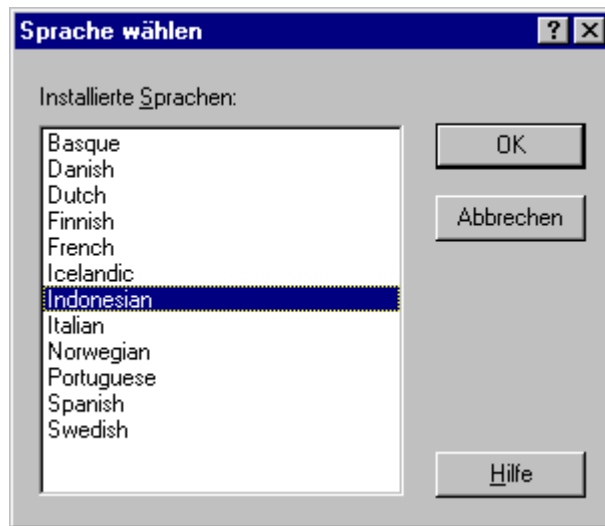 Sprache wählen
Installierte Sprachen:
Basque
Danish
Dutch
Finnish
French
Icelandic
Indonesian
Italian
Norwegian
Portuguese
Spanish
Swedish
OK
Abbrechen
Hilfe